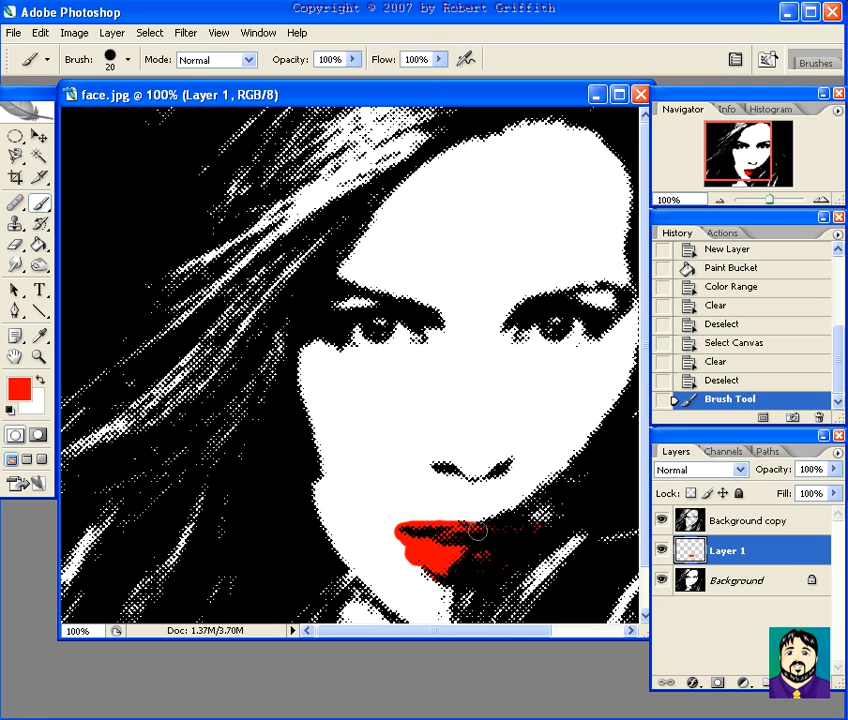 Copyright © 2007 by Robert Griffith
Adobe Photoshop
File Edit Image Layer Select Filter View Window Help
Brush: 20 Mode: Normal Opacity: 100% Flow: 100% Brushes
face.jpg @ 100% (Layer 1, RGB/8)
Navigator Info Histogram
100%
History Actions
New Layer
Paint Bucket
Color Range
Clear
Deselect
Select Canvas
Clear
Deselect
Brush Tool
Layers Channels Paths
Normal Opacity: 100%
Lock: Fill: 100%
Background copy
Layer 1
Background
100% Doc: 1.37M/3.70M